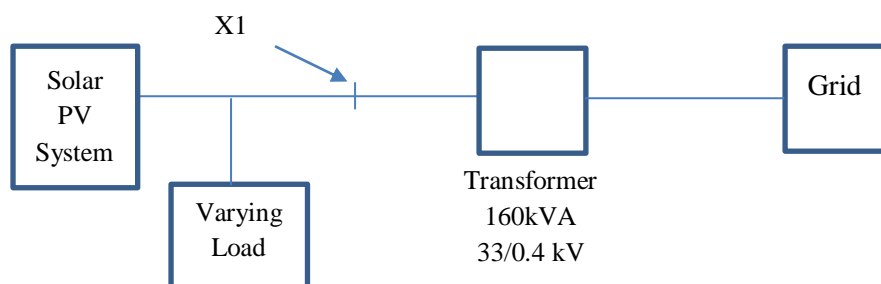 X1
Solar
PV
System
Grid
Transformer
160kVA
33/0.4 kV
Varying
Load